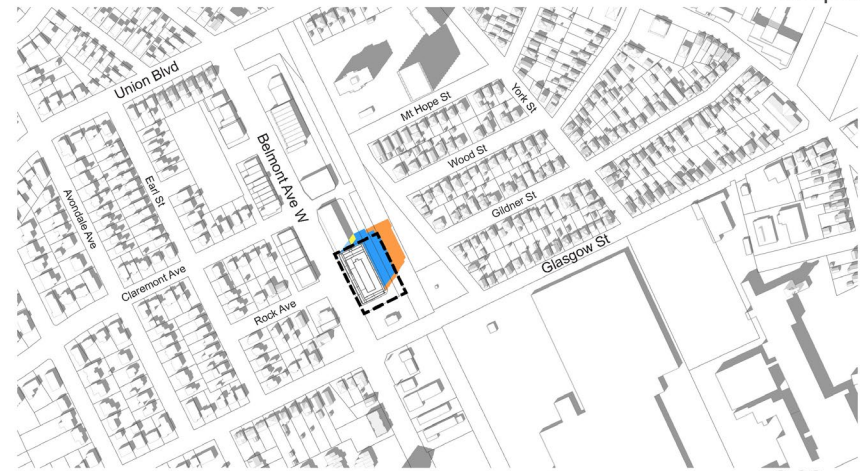 Union Blvd
Mt Hope St
York St
Belmont Ave W
Wood St
Earl St
Avondale Ave
Gildner St
Glasgow St
Claremont Ave
Rock Ave